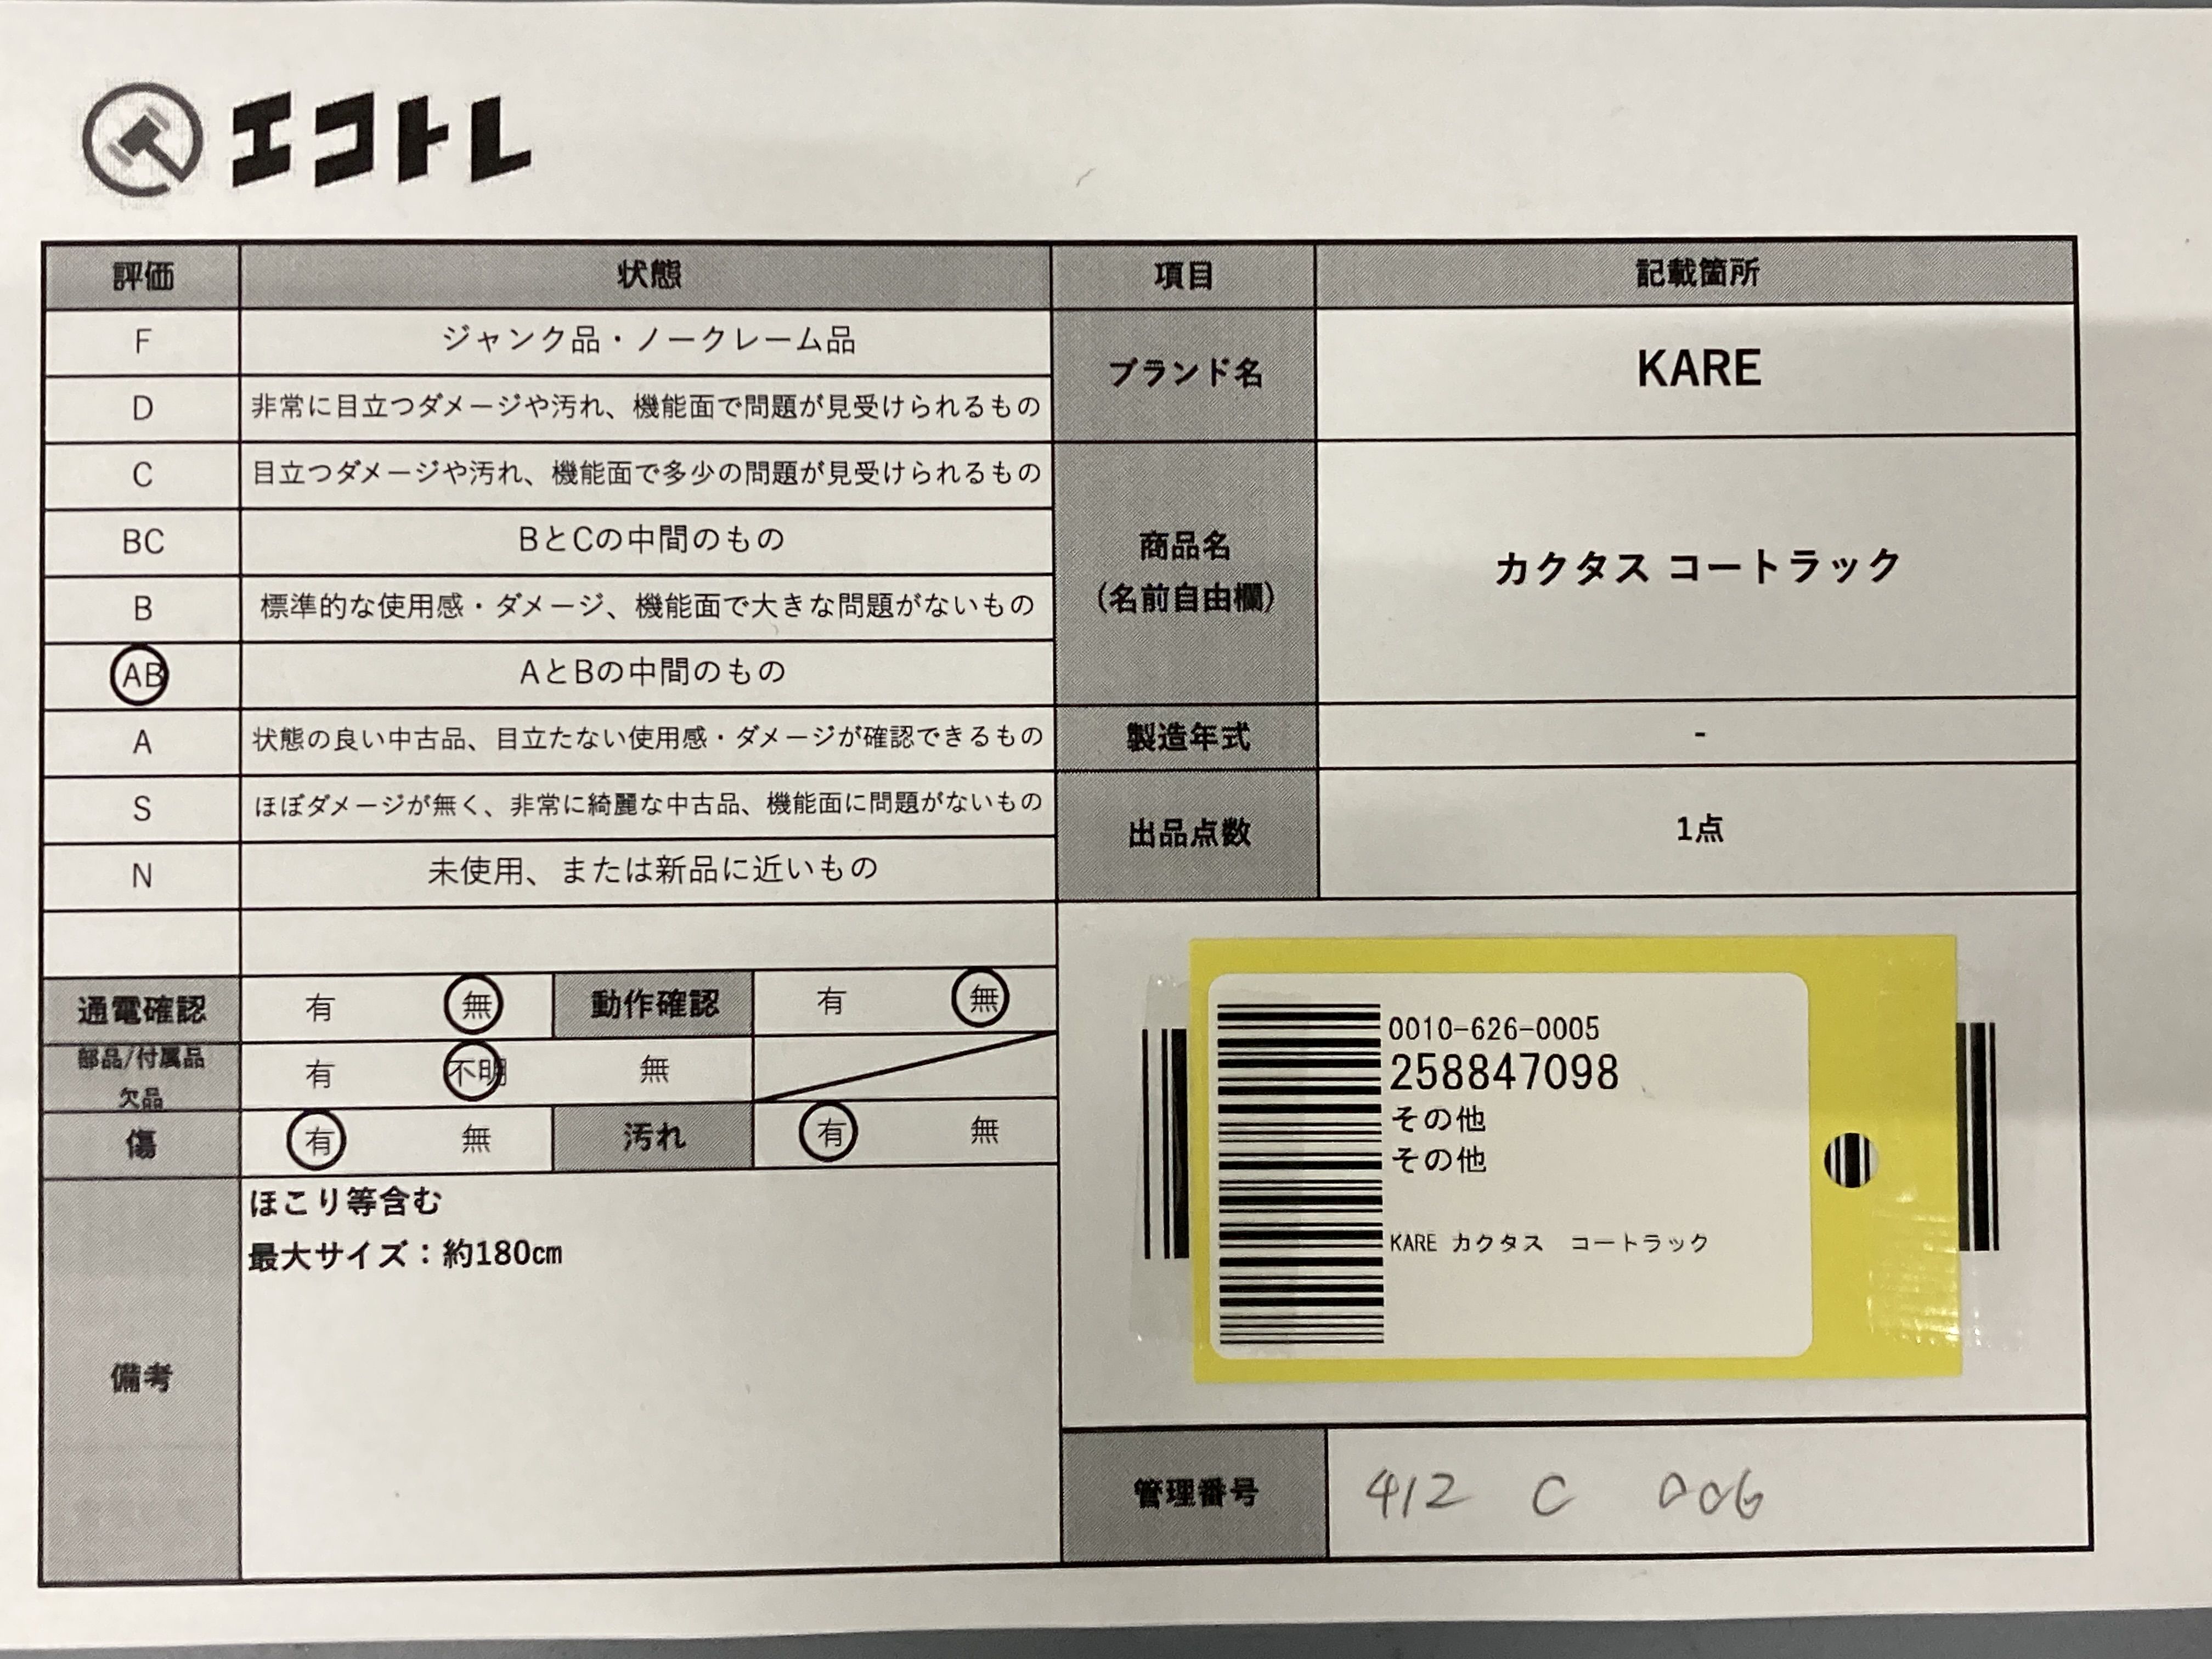 エコトレ
評価 状態 項目 記載箇所
F ジャンク品・ノークレーム品
D 非常に目立つダメージや汚れ、機能面で問題が見受けられるもの
ブランド名 KARE
C 目立つダメージや汚れ、機能面で多少の問題が見受けられるもの
BC BとCの中間のもの
B 標準的な使用感・ダメージ、機能面で大きな問題がないもの
AB AとBの中間のもの
商品名
(名前自由欄)
カクタス コートラック
A 状態の良い中古品、目立たない使用感・ダメージが確認できるもの
製造年式 -
S ほぼダメージが無く、非常に綺麗な中古品、機能面に問題がないもの
N 未使用、または新品に近いもの
出品点数 1点
通電確認 有 無 動作確認 有 無
部品/付属品
欠品
有 不明 無
傷 有 無 汚れ 有 無
備考
ほこり等含む
最大サイズ：約180㎝
0010-626-0005
258847098
その他
その他
KARE カクタス　コートラック
管理番号 412 C 006